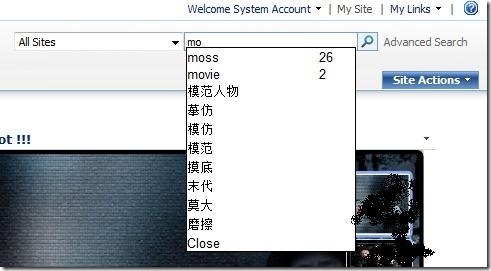 Welcome System Account | My Site | My Links |
All Sites mo Advanced Search
moss 26
movie 2
Site Actions
模范人物
摹仿
模仿
ot !!!
模范
摸底
末代
莫大
磨擦
Close